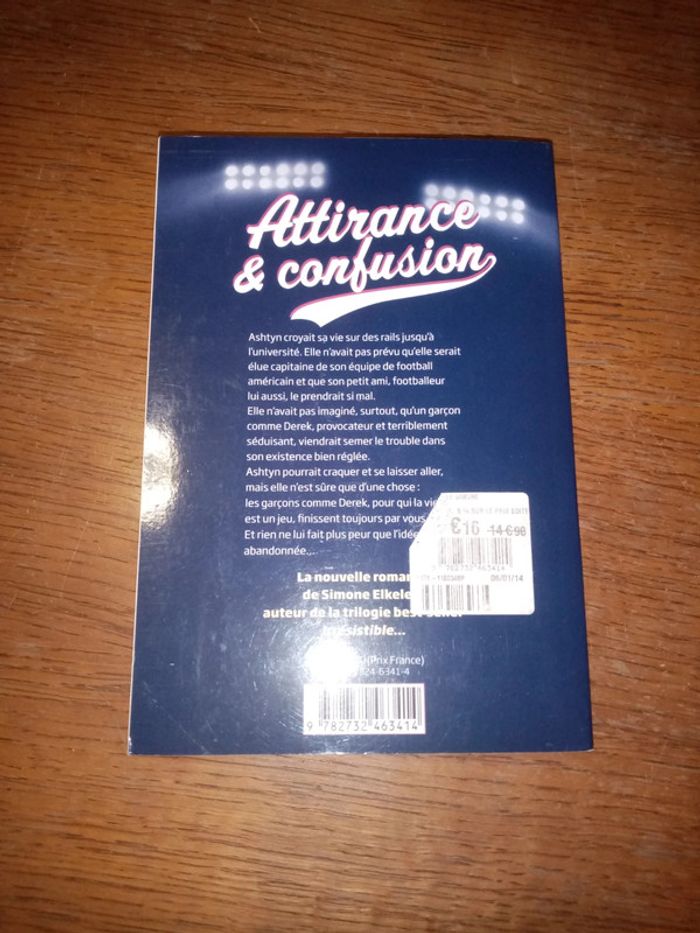 Attirance
& confusion
Ashtyn croyait sa vie sur des rails jusqu'à
l'université. Elle n'avait pas prévu qu'elle serait
élue capitaine de son équipe de football
américain et que son petit ami, footballeur
lui aussi, le prendrait si mal.
Elle n'avait pas imaginé, surtout, qu'un garçon
comme Derek, provocateur et terriblement
séduisant, viendrait semer le trouble dans
son existence bien réglée.
Ashtyn pourrait craquer et se laisser aller,
mais elle n'est sûre que d'une chose :
les garçons comme Derek, pour qui la vie
est un jeu, finissent toujours par vous
Et rien ne lui fait plus peur que l'idée
abandonnée...
La nouvelle
de Simone
auteur de la trilogie
Irrésistible...
(Prix France)
6341-4
9 782732 463414
SUR LE PRIX
14€98
06/01/14